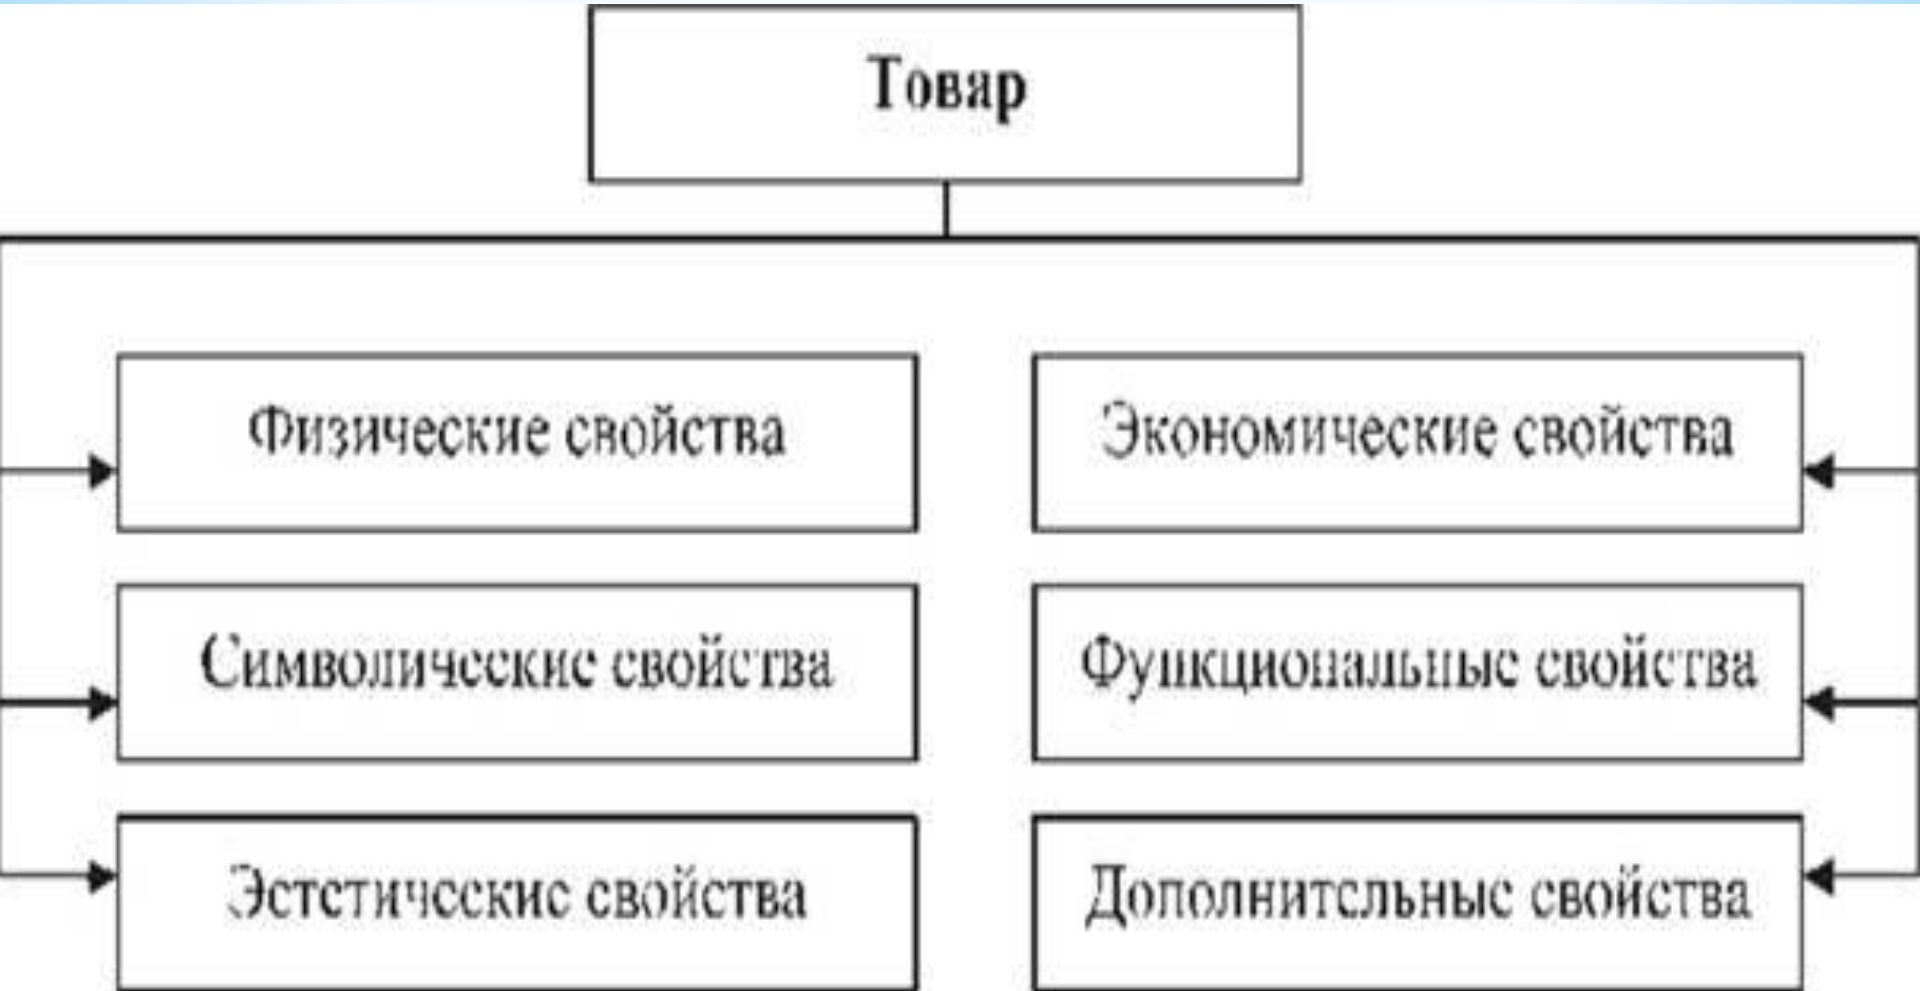 Товар
Физические свойства
Экономические свойства
Символические свойства
Функциональные свойства
Эстетические свойства
Дополнительные свойства